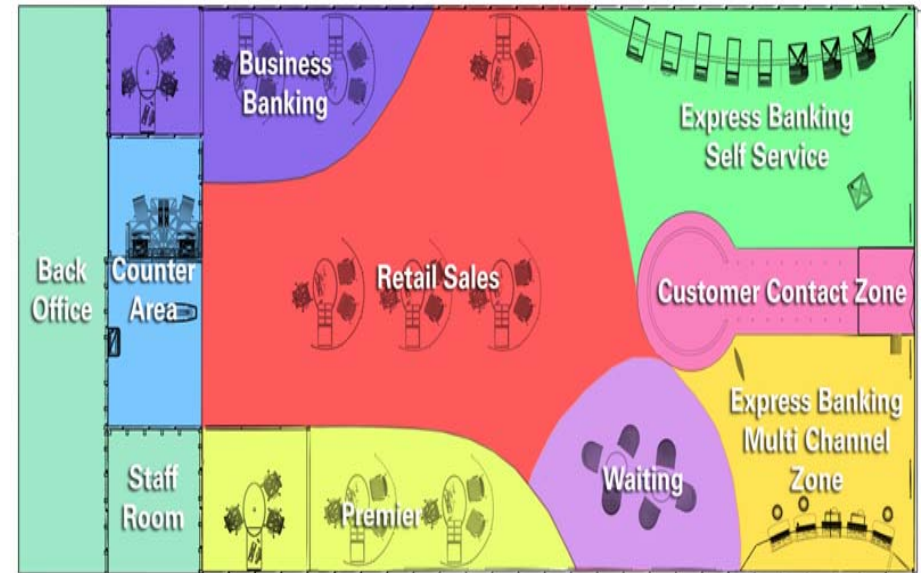 Business
Banking
Express Banking
Self Service
Back
Office
Counter
Area
Retail Sales
Customer Contact Zone
Express Banking
Multi Channel
Zone
Staff
Room
Premier
Waiting